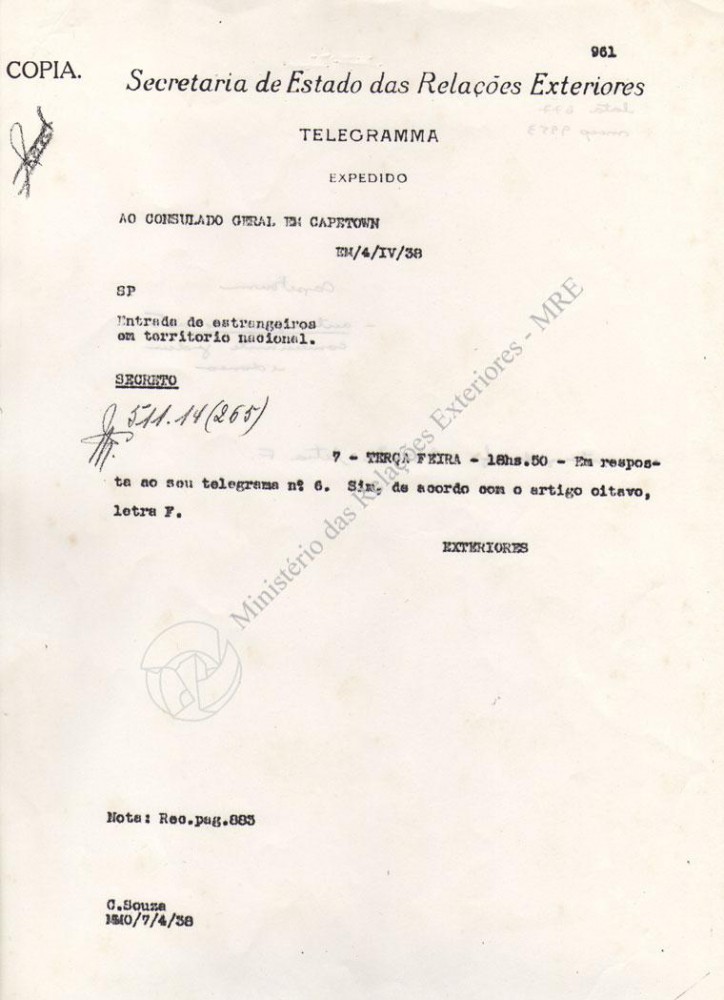 961
COPIA.
Secretaria de Estado das Relações Exteriores
TELEGRAMMA
EXPEDIDO
AO CONSULADO GERAL EM CAPETOWN
EM/4/IV/38
SP
Entrada de estrangeiros
em territorio nacional.
SECRETO
511.14(265)
7 - TERÇA FEIRA - 18hs.50 - Em respos-
ta ao seu telegrama nº 6. Sim, de acordo com o artigo oitavo,
letra F.
EXTERIORES
Ministério das Relações Exteriores - MRE
Nota: Rec.pag.883
C.Souza
MMO/7/4/38